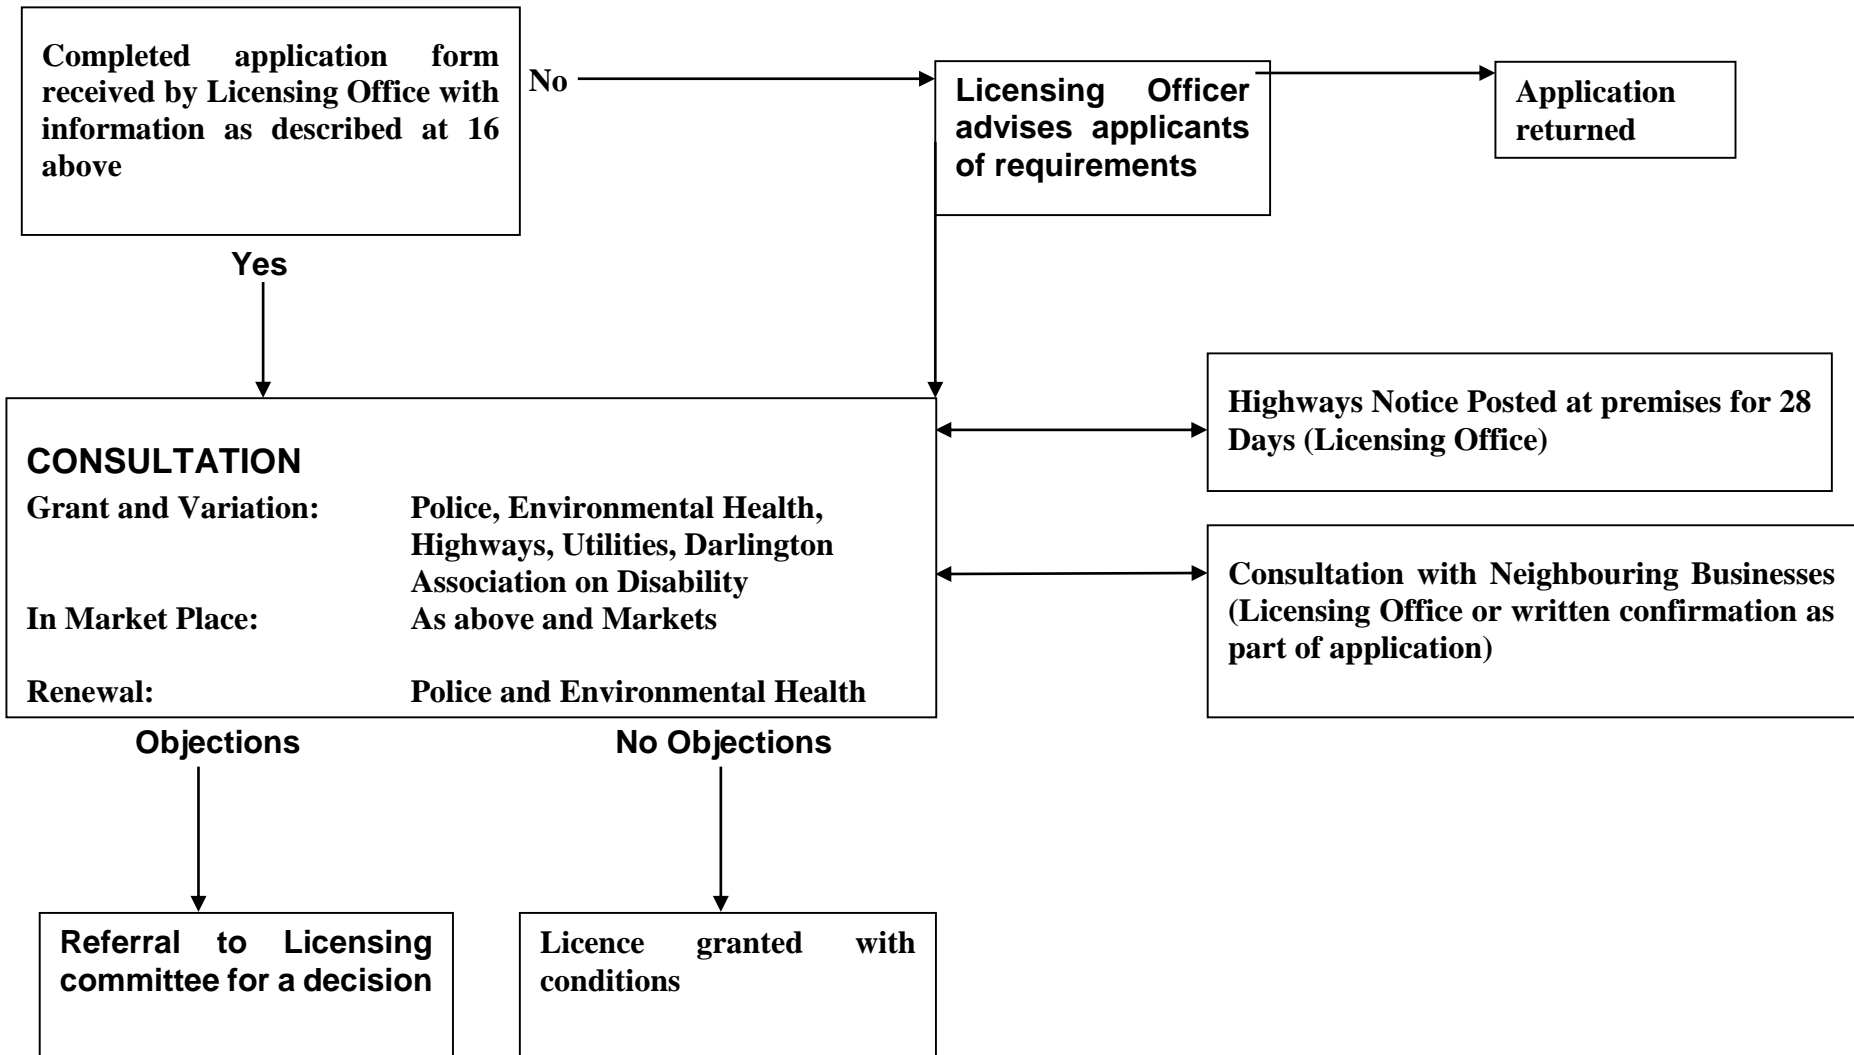 Completed application form
received by Licensing Office with
information as described at 16
above
No
Licensing Officer
advises applicants
of requirements
Application
returned
Yes
CONSULTATION
Grant and Variation: Police, Environmental Health,
Highways, Utilities, Darlington
Association on Disability
In Market Place: As above and Markets
Renewal: Police and Environmental Health
Highways Notice Posted at premises for 28
Days (Licensing Office)
Consultation with Neighbouring Businesses
(Licensing Office or written confirmation as
part of application)
Objections
No Objections
Referral to Licensing
committee for a decision
Licence granted with
conditions